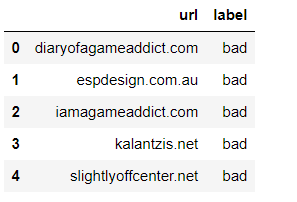 url label
0 diaryofagameaddict.com bad
1 espdesign.com.au bad
2 iamagameaddict.com bad
3 kalantzis.net bad
4 slightlyoffcenter.net bad